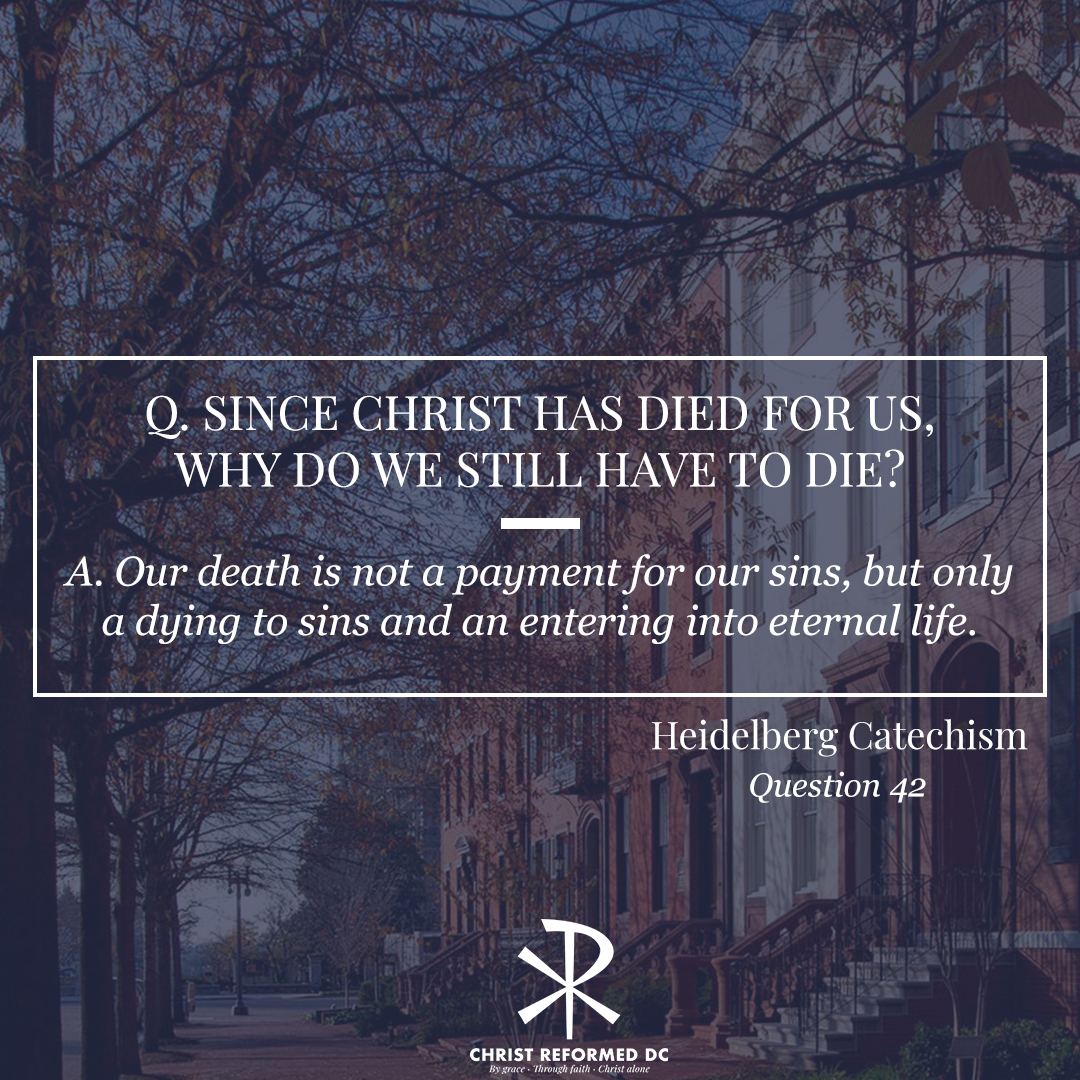 Q. SINCE CHRIST HAS DIED FOR US,
WHY DO WE STILL HAVE TO DIE?
A. Our death is not a payment for our sins, but only
a dying to sins and an entering into eternal life.
Heidelberg Catechism
Question 42
CHRIST REFORMED DC
By grace · Through faith · Christ alone